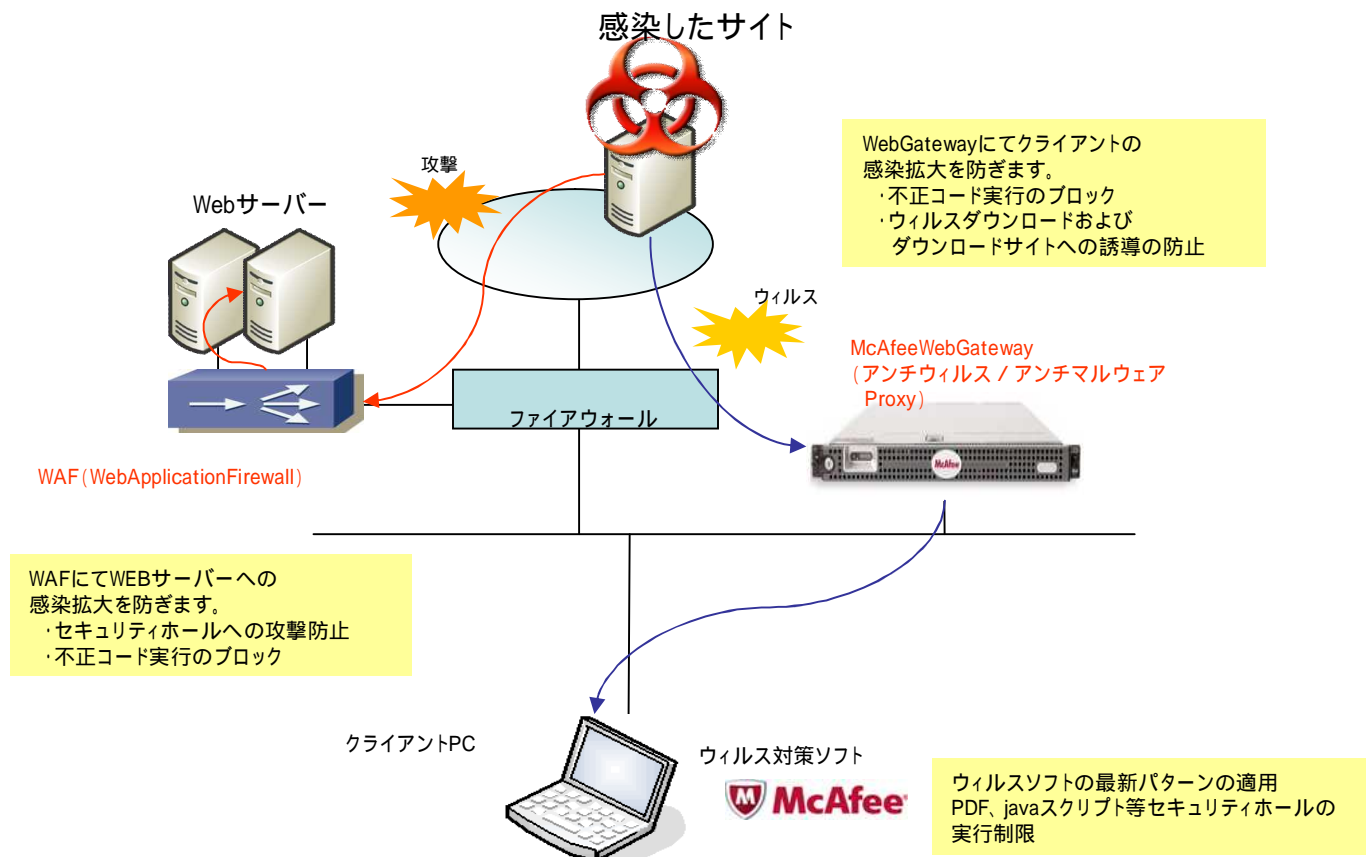 感染したサイト
攻撃
Webサーバー
WebGatewayにてクライアントの
感染拡大を防ぎます。
・不正コード実行のブロック
・ウィルスダウンロードおよび
ダウンロードサイトへの誘導の防止
ウィルス
McAfeeWebGateway
(アンチウィルス / アンチマルウェア
Proxy)
ファイアウォール
McAfee
WAF(WebApplicationFirewall)
WAFにてWEBサーバーへの
感染拡大を防ぎます。
・セキュリティホールへの攻撃防止
・不正コード実行のブロック
クライアントPC
ウィルス対策ソフト
McAfee
ウィルスソフトの最新パターンの適用
PDF、javaスクリプト等セキュリティホールの
実行制限